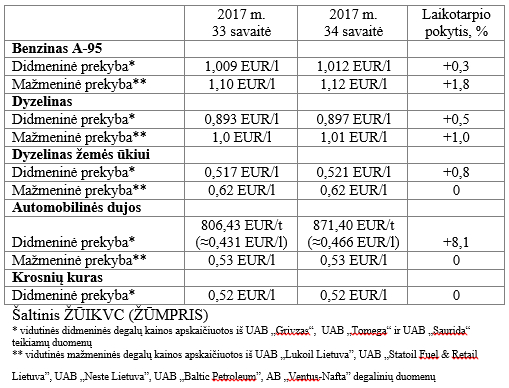 2017 m. 2017 m. Laikotarpio
33 savaitė 34 savaitė pokytis, %
Benzinas A-95
Didmeninė prekyba* 1,009 EUR/l 1,012 EUR/l +0,3
Mažmeninė prekyba** 1,10 EUR/l 1,12 EUR/l +1,8
Dyzelinas
Didmeninė prekyba* 0,893 EUR/l 0,897 EUR/l +0,5
Mažmeninė prekyba** 1,0 EUR/l 1,01 EUR/l +1,0
Dyzelinas žemės ūkiui
Didmeninė prekyba* 0,517 EUR/l 0,521 EUR/l +0,8
Mažmeninė prekyba** 0,62 EUR/l 0,62 EUR/l 0
Automobilinės dujos
806,43 EUR/t 871,40 EUR/t
Didmeninė prekyba* (≈0,431 EUR/l) (≈0,466 EUR/l) +8,1
Mažmeninė prekyba** 0,53 EUR/l 0,53 EUR/l 0
Krosnių kuras
Didmeninė prekyba* 0,52 EUR/l 0,52 EUR/l 0
Šaltinis ŽŪIKVC (ŽŪMPRIS)
* vidutinės didmeninės degalų kainos apskaičiuotos iš UAB „Grivzas“, UAB „Tomega“ ir UAB „Saurida“
teikiamų duomenų
** vidutinės mažmeninės degalų kainos apskaičiuotos iš UAB „Lukoil Lietuva”, UAB „Statoil Fuel & Retail
Lietuva”, UAB „Neste Lietuva”, UAB „Baltic Petroleum”, AB „Ventus-Nafta” degalinių duomenų